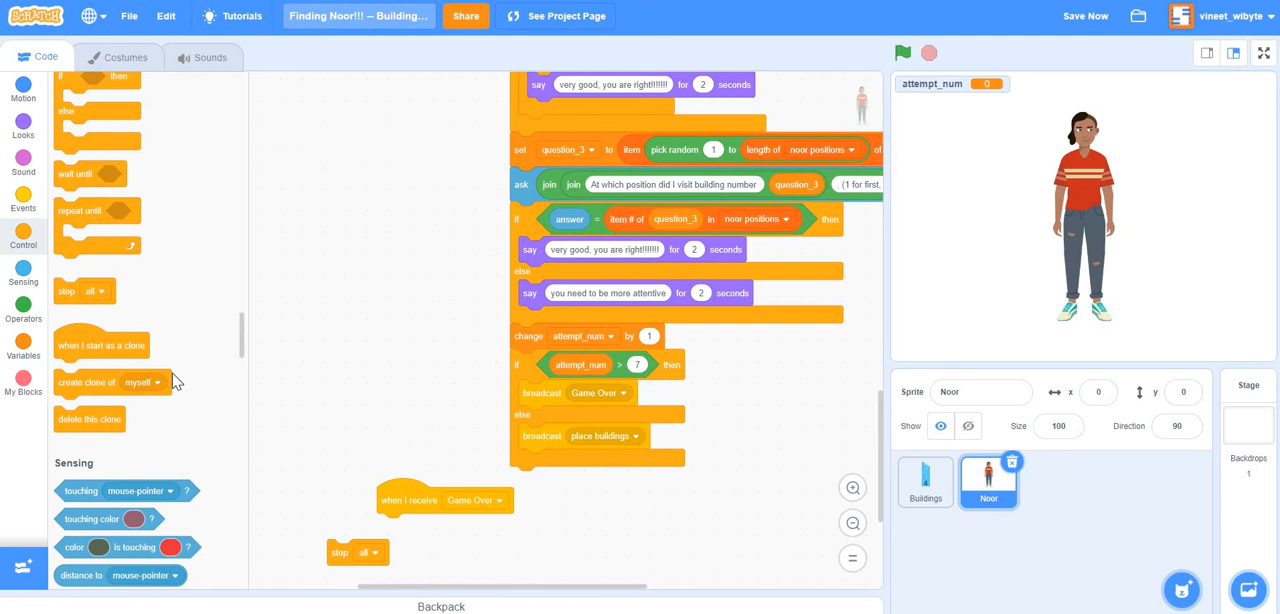 SCRATCH File Edit Tutorials Finding Noor!!! -- Building... Share See Project Page Save Now vineet_wibyte
Code Costumes Sounds
Motion
Looks
Sound
Events
Control
Sensing
Operators
Variables
My Blocks
if then
else
wait until
repeat until
stop all
when I start as a clone
create clone of myself
delete this clone
Sensing
touching mouse-pointer ?
touching color ?
color is touching ?
distance to mouse-pointer
say very good, you are right!!!!!!! for 2 seconds
set question_3 to item pick random 1 to length of noor positions of
ask join join At which position did I visit building number question_3 . (1 for first,
if answer = item # of question_3 in noor positions then
say very good, you are right!!!!!!! for 2 seconds
else
say you need to be more attentive for 2 seconds
change attempt_num by 1
if attempt_num > 7 then
broadcast Game Over
else
broadcast place buildings
when I receive Game Over
stop all
Backpack
attempt_num 0
Sprite Noor x 0 y 0
Show Size 100 Direction 90
Buildings
Noor
4
Stage
Backdrops
1